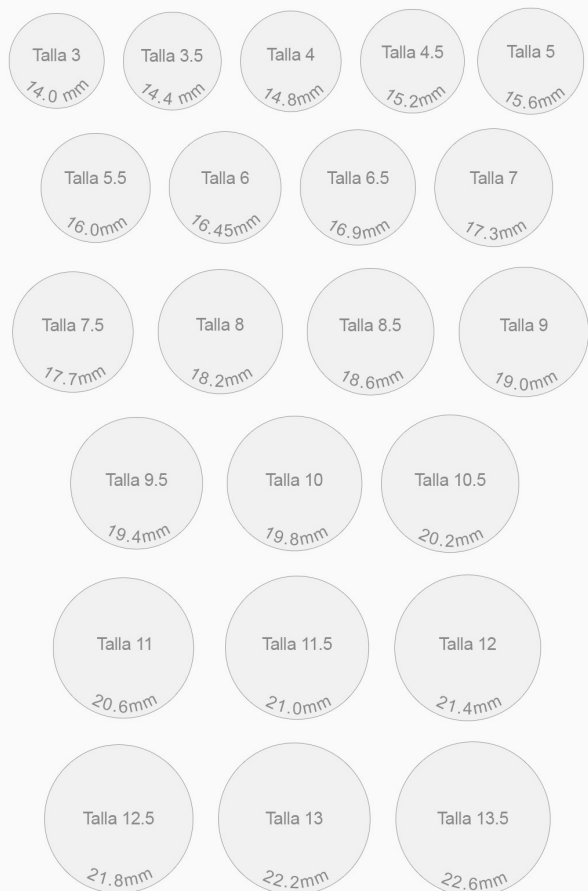 Talla 3
14.0 mm
Talla 3.5
14.4 mm
Talla 4
14.8mm
Talla 4.5
15.2mm
Talla 5
15.6mm
Talla 5.5
16.0mm
Talla 6
16.45mm
Talla 6.5
16.9mm
Talla 7
17.3mm
Talla 7.5
17.7mm
Talla 8
18.2mm
Talla 8.5
18.6mm
Talla 9
19.0mm
Talla 9.5
19.4mm
Talla 10
19.8mm
Talla 10.5
20.2mm
Talla 11
20.6mm
Talla 11.5
21.0mm
Talla 12
21.4mm
Talla 12.5
21.8mm
Talla 13
22.2mm
Talla 13.5
22.6mm